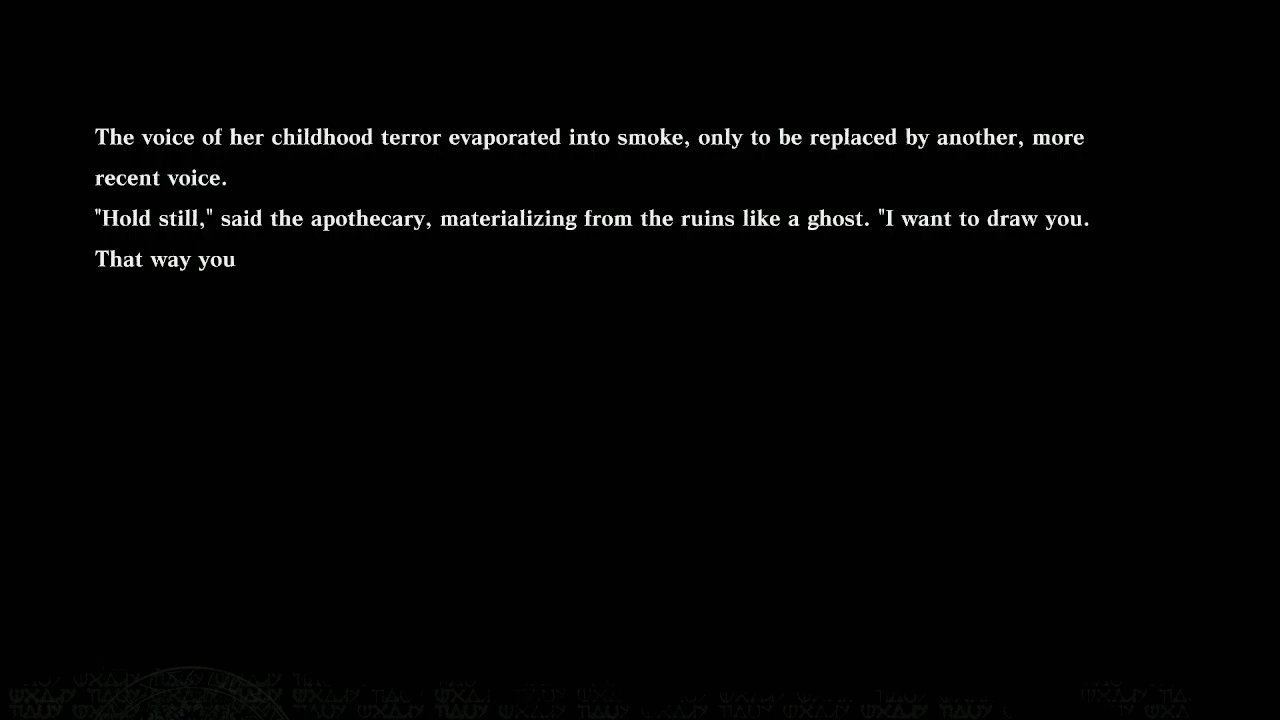 The voice of her childhood terror evaporated into smoke, only to be replaced by another, more
recent voice.
"Hold still," said the apothecary, materializing from the ruins like a ghost. "I want to draw you.
That way you